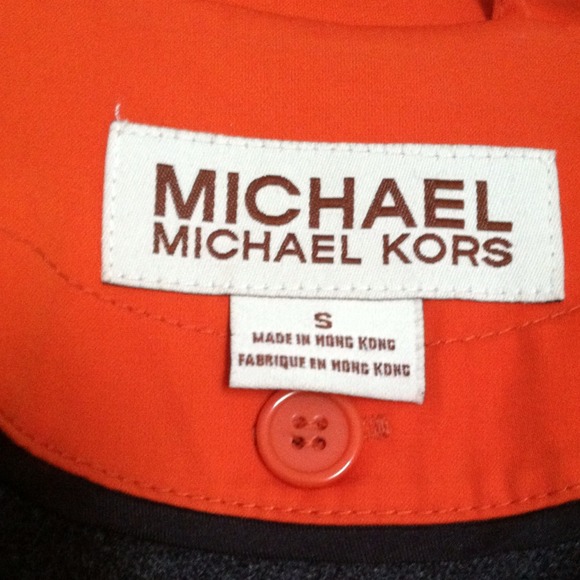 MICHAEL
MICHAEL KORS
S
MADE IN HONG KONG
FABRIQUE EN HONG KONG